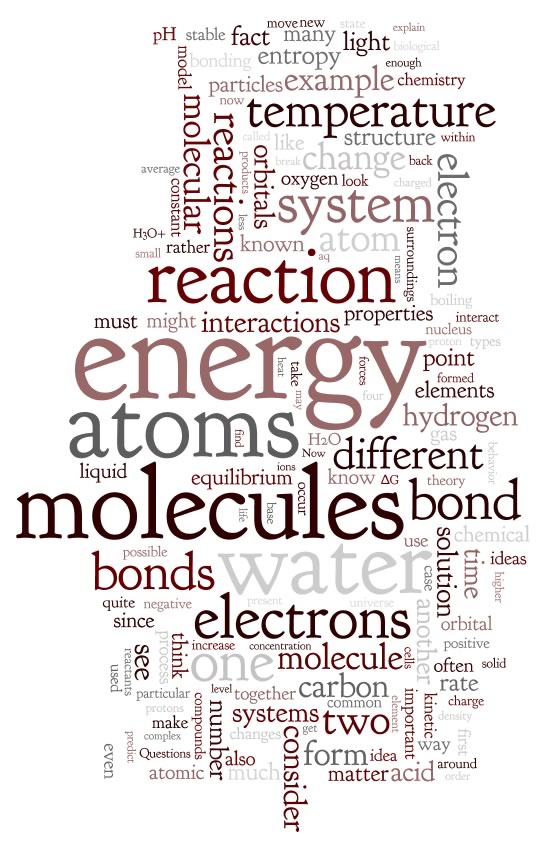 move new state
pH stable fact many light explain
bonding entropy biological
model particles example enough chemistry
now temperature
molecular reactions called like structure within
products orbitals break change back electron
average constant oxygen look charged
less system
H3O+ rather known atom surroundings
small aq means
reaction boiling
must might interactions properties interact
nucleus
energy proton types
heat take may forces four point formed
atoms elements
find H2O Now different hydrogen gas behavior
liquid equilibrium ions know ΔG theory
molecules life base occur bond
possible water use case solution chemical time ideas higher
bonds
quite negative present universe another orbital
since electrons
process think increase concentration cells positive
see one molecule often solid
used reactants carbon rate
particular level together common element important kinetic charge
protons compounds number systems two density
make complex changes get way first
predict Questions also consider form idea around
even atomic much matter acid order